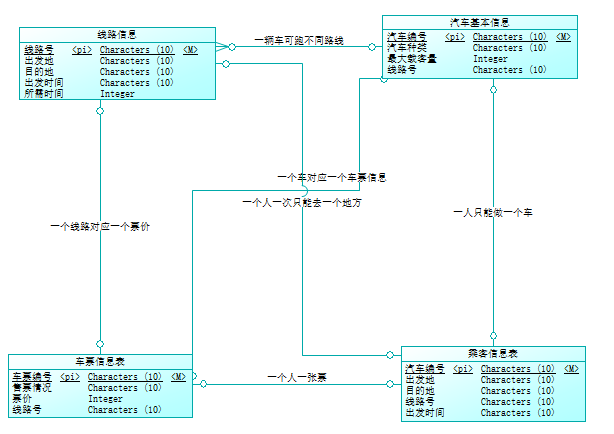 线路信息
线路号 <pi> Characters (10) <M>
出发地 Characters (10)
目的地 Characters (10)
出发时间 Characters (10)
所需时间 Integer
一辆车可跑不同路线
汽车基本信息
汽车编号 <pi> Characters (10) <M>
汽车种类 Characters (10)
最大载客量 Integer
线路号 Characters (10)
一个车对应一个车票信息
一个人一次只能去一个地方
一个线路对应一个票价
一人只能做一个车
车票信息表
车票编号 <pi> Characters (10) <M>
售票情况 Characters (10)
票价 Integer
线路号 Characters (10)
一个人一张票
乘客信息表
汽车编号 <pi> Characters (10) <M>
出发地 Characters (10)
目的地 Characters (10)
线路号 Characters (10)
出发时间 Characters (10)